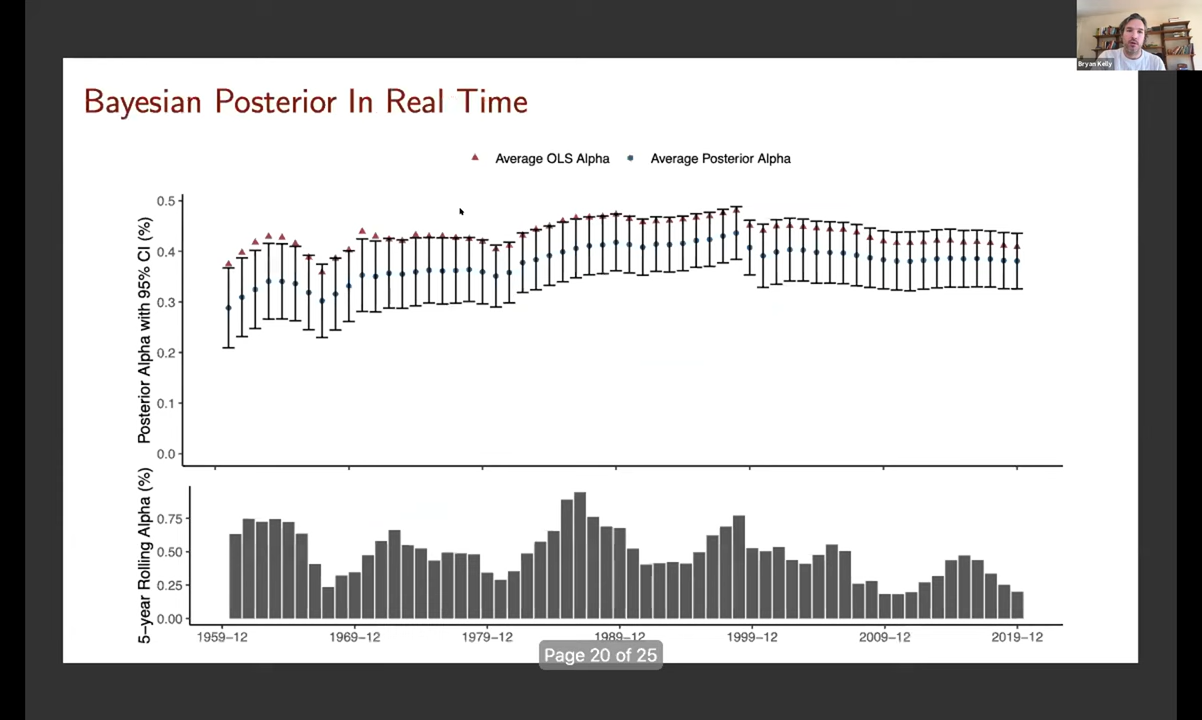 Bryan Kelly
Bayesian Posterior In Real Time
Average OLS Alpha
Average Posterior Alpha
Posterior Alpha with 95% CI (%)
0.5
0.4
0.3
0.2
0.1
0.0
5−year Rolling Alpha (%)
0.75
0.50
0.25
0.00
1959−12
1969−12
1979−12
1989−12
1999−12
2009−12
2019−12
Page 20 of 25